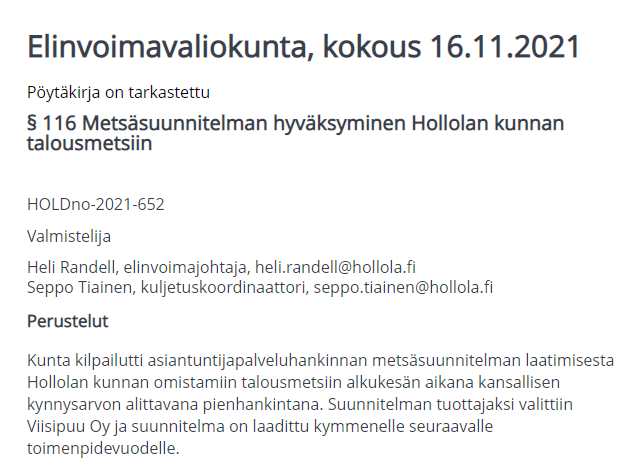 Elinvoimavaliokunta, kokous 16.11.2021
Pöytäkirja on tarkastettu
§ 116 Metsäsuunnitelman hyväksyminen Hollolan kunnan
talousmetsiin
HOLDno-2021-652
Valmistelija
Heli Randell, elinvoimajohtaja, heli.randell@hollola.fi
Seppo Tiainen, kuljetuskoordinaattori, seppo.tiainen@hollola.fi
Perustelut
Kunta kilpailutti asiantuntijapalveluhankinnan metsäsuunnitelman laatimisesta
Hollolan kunnan omistamiin talousmetsiin alkukesän aikana kansallisen
kynnysarvon alittavana pienhankintana. Suunnitelman tuottajaksi valittiin
Viisipuu Oy ja suunnitelma on laadittu kymmenelle seuraavalle
toimenpidevuodelle.